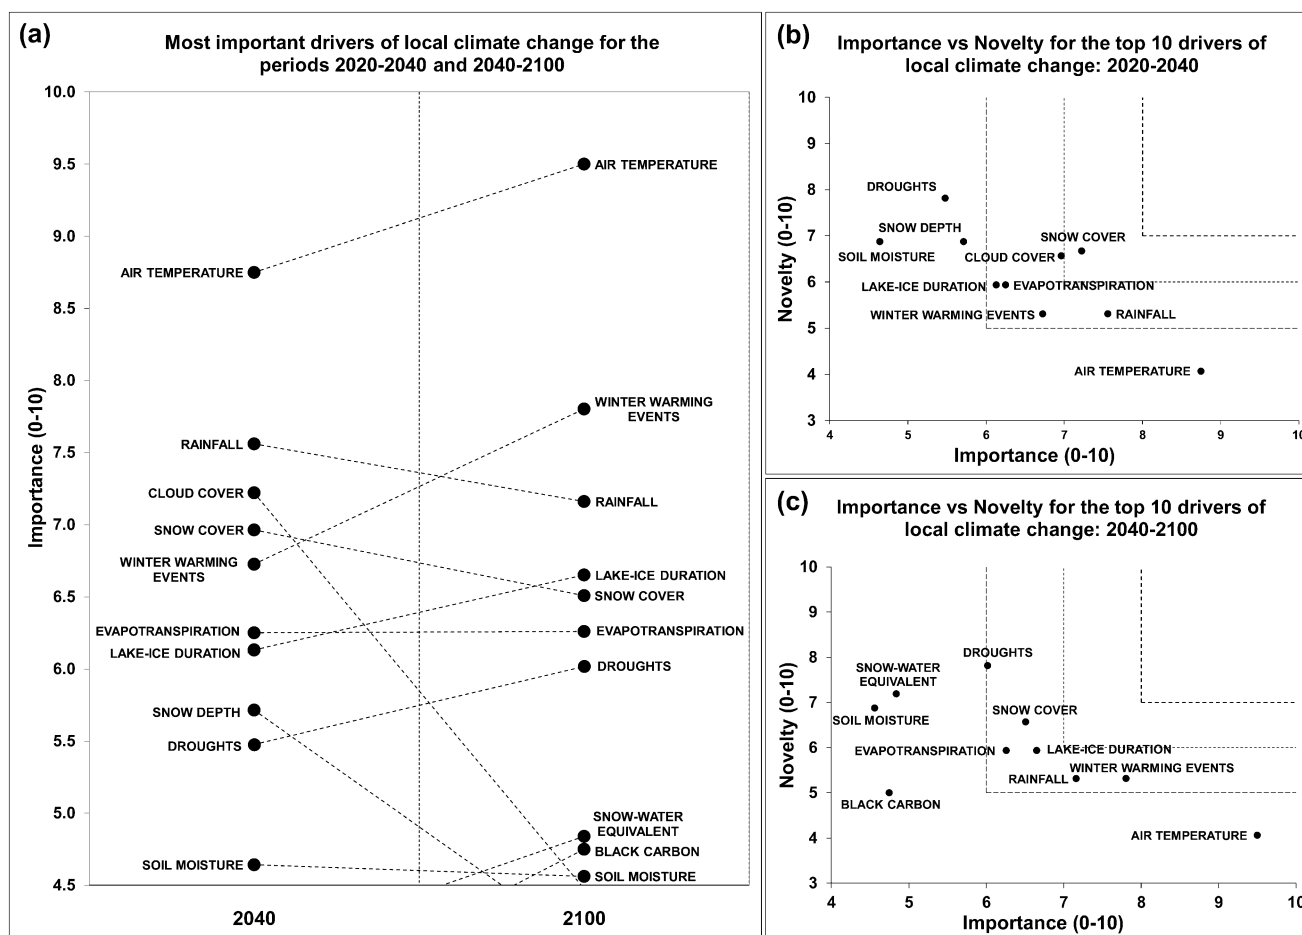 (a)
Most important drivers of local climate change for the
periods 2020-2040 and 2040-2100
Importance (0-10)
10.0
9.5
9.0
8.5
8.0
7.5
7.0
6.5
6.0
5.5
5.0
4.5
AIR TEMPERATURE
RAINFALL
CLOUD COVER
SNOW COVER
WINTER WARMING
EVENTS
EVAPOTRANSPIRATION
LAKE-ICE DURATION
SNOW DEPTH
DROUGHTS
SOIL MOISTURE
AIR TEMPERATURE
WINTER WARMING
EVENTS
RAINFALL
LAKE-ICE DURATION
SNOW COVER
EVAPOTRANSPIRATION
DROUGHTS
SNOW-WATER
EQUIVALENT
BLACK CARBON
SOIL MOISTURE
2040
2100
(b)
Importance vs Novelty for the top 10 drivers of
local climate change: 2020-2040
Novelty (0-10)
10
9
8
7
6
5
4
3
DROUGHTS
SNOW DEPTH
SNOW COVER
SOIL MOISTURE
CLOUD COVER
LAKE-ICE DURATION
EVAPOTRANSPIRATION
WINTER WARMING EVENTS
RAINFALL
AIR TEMPERATURE
4
5
6
7
8
9
10
Importance (0-10)
(c)
Importance vs Novelty for the top 10 drivers of
local climate change: 2040-2100
Novelty (0-10)
10
9
8
7
6
5
4
3
DROUGHTS
SNOW-WATER
EQUIVALENT
SNOW COVER
SOIL MOISTURE
EVAPOTRANSPIRATION
LAKE-ICE DURATION
WINTER WARMING EVENTS
RAINFALL
BLACK CARBON
AIR TEMPERATURE
4
5
6
7
8
9
10
Importance (0-10)